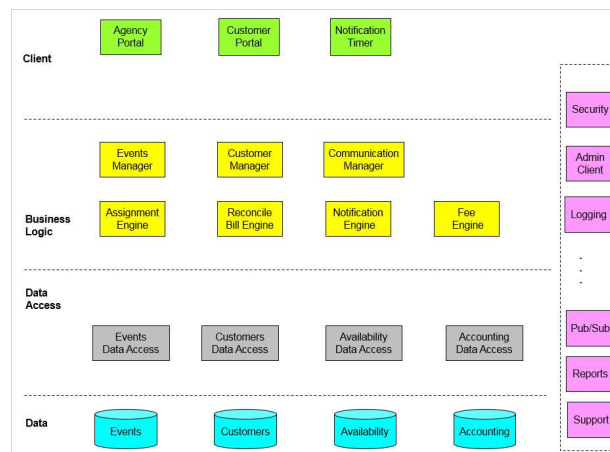 Client
Agency
Portal
Customer
Portal
Notification
Timer
Security
Events
Manager
Customer
Manager
Communication
Manager
Admin
Client
Business
Logic
Assignment
Engine
Reconcile
Bill Engine
Notification
Engine
Fee
Engine
Logging
.
.
.
Data
Access
Events
Data Access
Customers
Data Access
Availability
Data Access
Accounting
Data Access
Pub/Sub
Reports
Data
Events
Customers
Availability
Accounting
Support